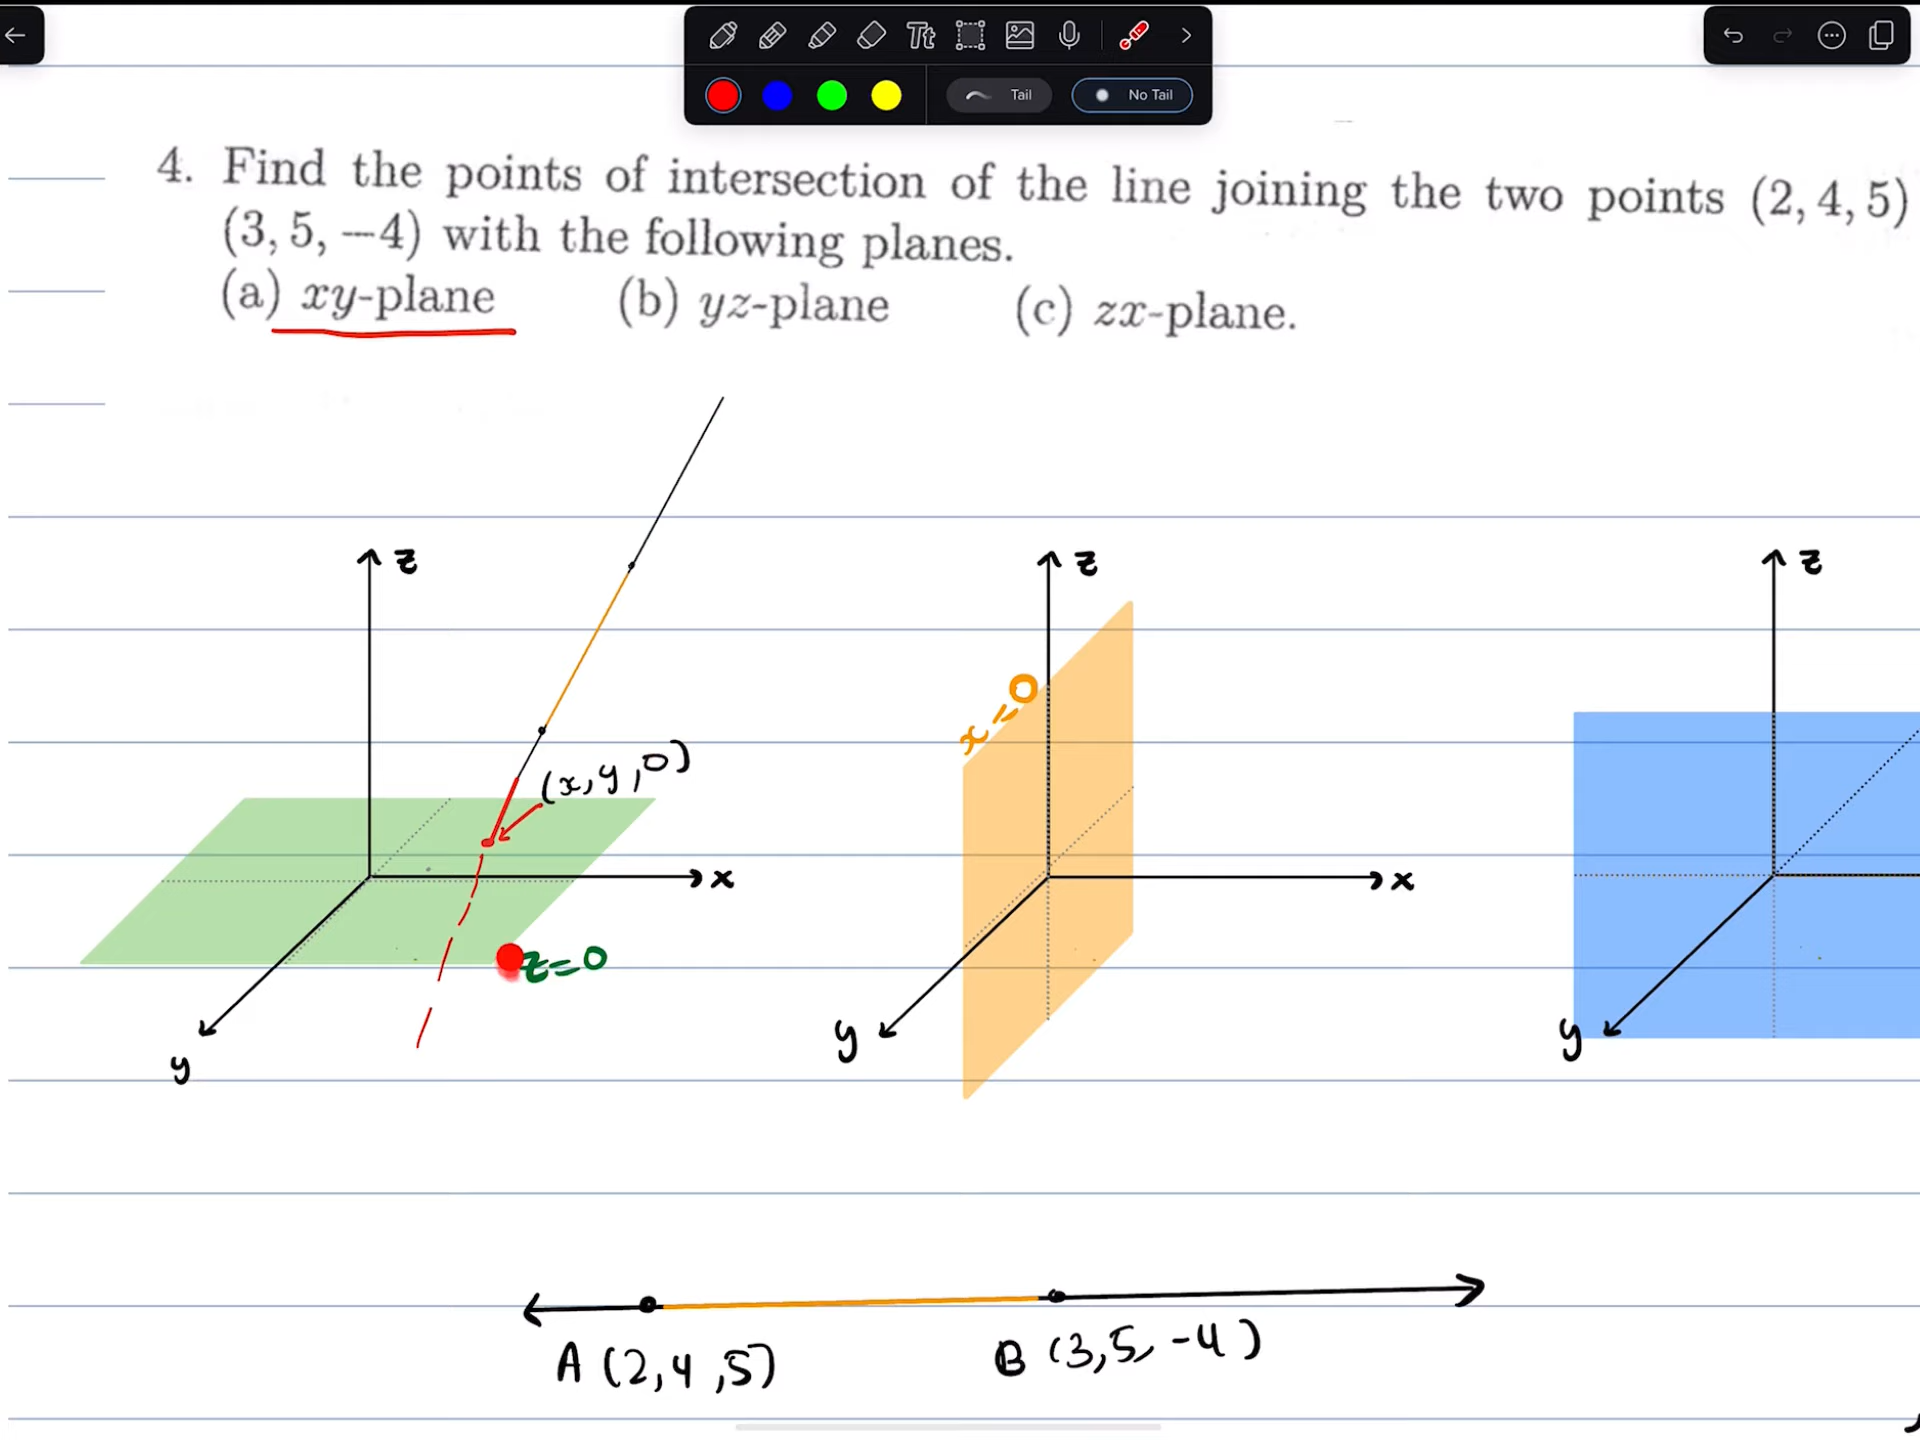 Tt
Tail
No Tail
4. Find the points of intersection of the line joining the two points (2, 4, 5)
(3, 5, −4) with the following planes.
(a) xy-plane (b) yz-plane (c) zx-plane.
z
z
z
x = 0
(x, y, 0)
x
x
z=0
y
y
y
A (2, 4, 5)
B (3, 5, -4)